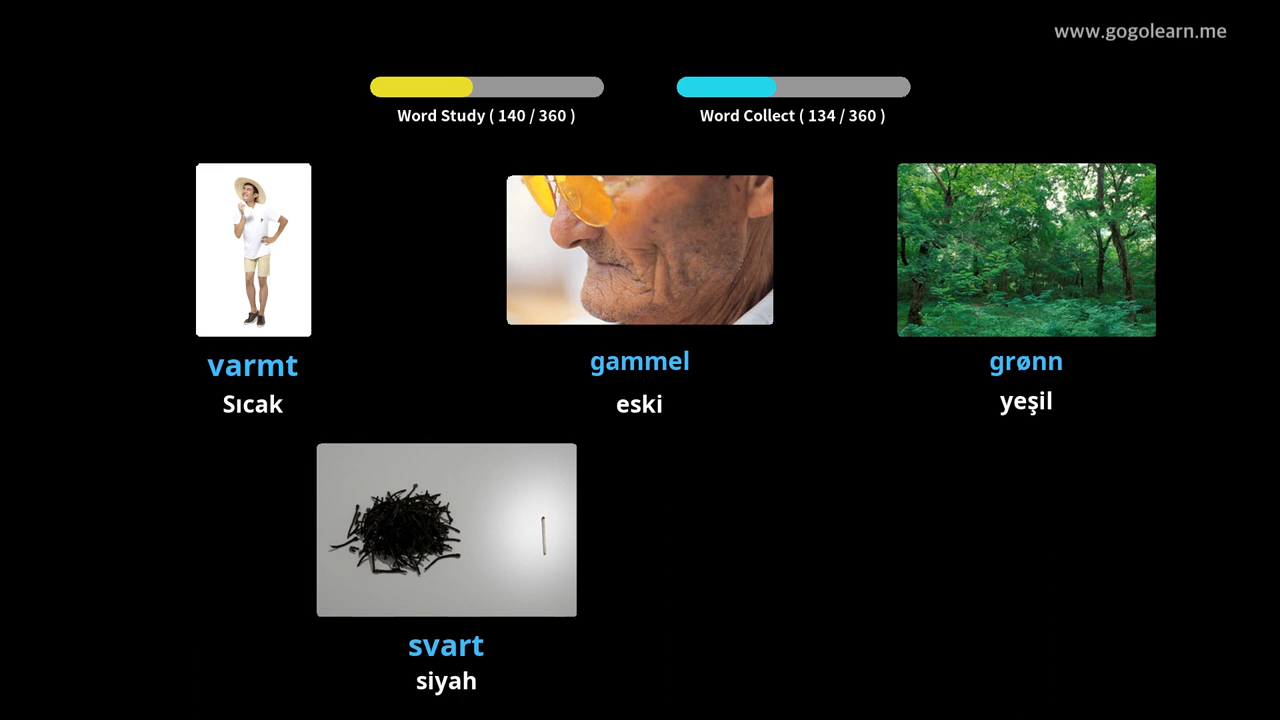 www.gogolearn.me
Word Study ( 140 / 360 )
Word Collect ( 134 / 360 )
varmt
Sıcak
gammel
eski
grønn
yeşil
svart
siyah